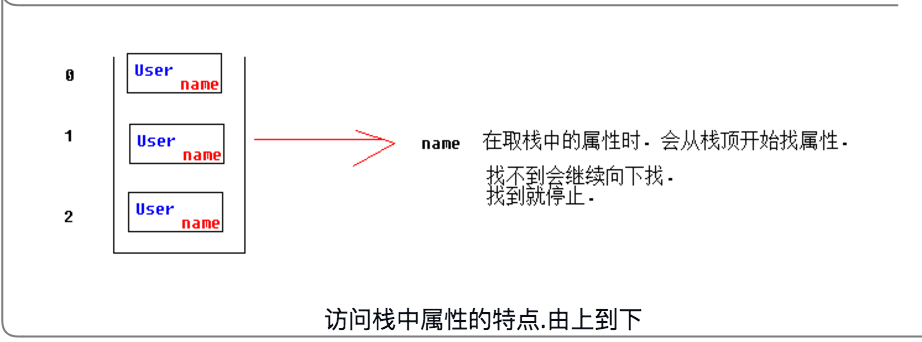 0 User name
1 User name
name 在取栈中的属性时. 会从栈顶开始找属性.
找不到会继续向下找.
找到就停止.
2 User name
访问栈中属性的特点.由上到下